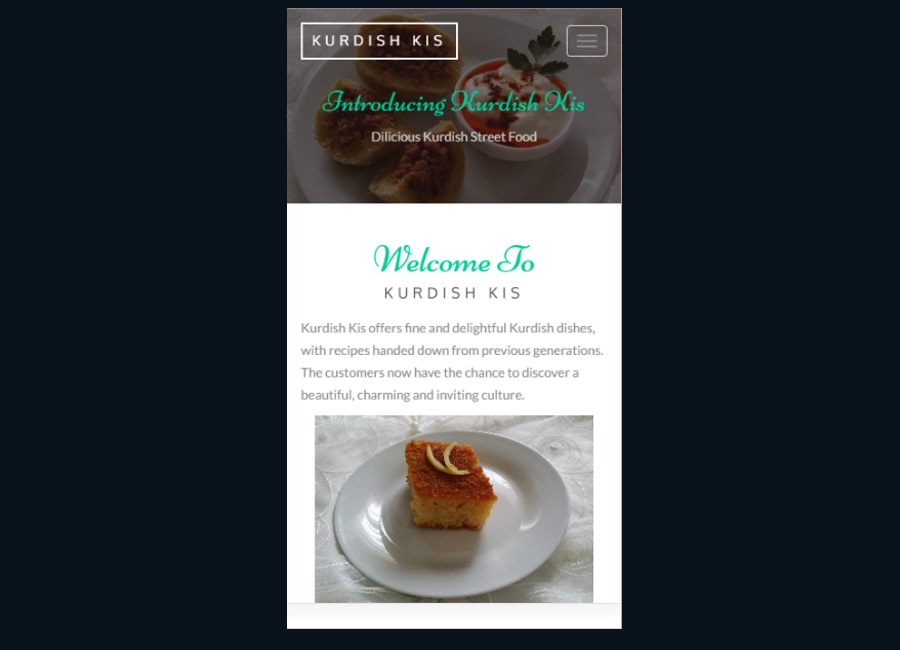 KURDISH KIS
Introducing Kurdish Kis
Dilicious Kurdish Street Food
Welcome To
KURDISH KIS
Kurdish Kis offers fine and delightful Kurdish dishes,
with recipes handed down from previous generations.
The customers now have the chance to discover a
beautiful, charming and inviting culture.